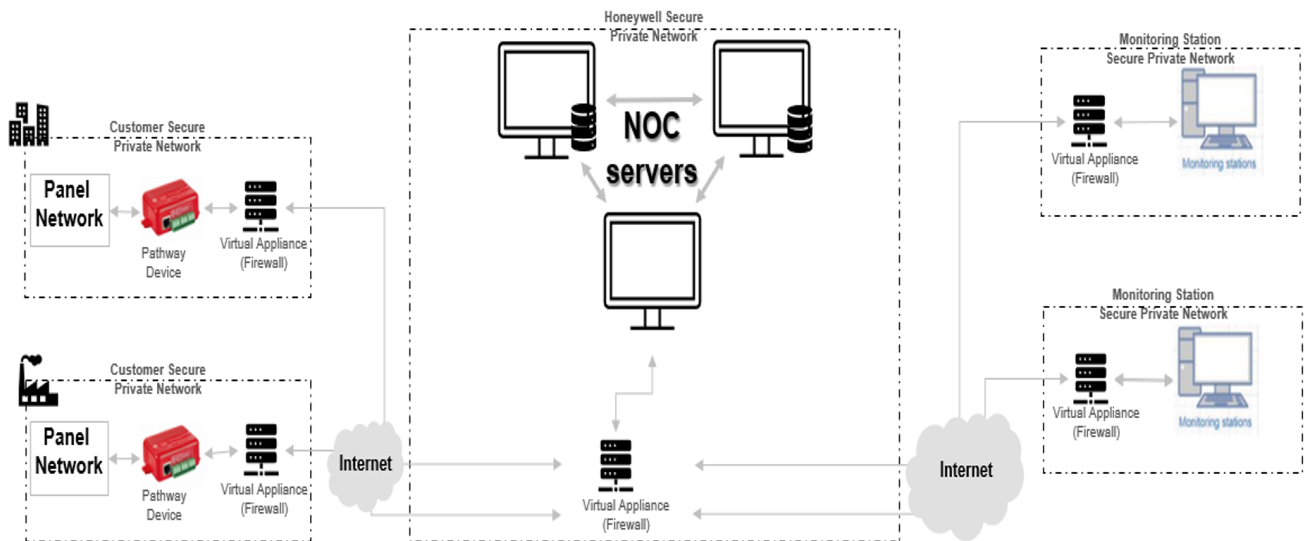 Honeywell Secure
Private Network
NOC
servers
Virtual Appliance
(Firewall)
Customer Secure
Private Network
Panel
Network
Pathway
Device
Virtual Appliance
(Firewall)
Customer Secure
Private Network
Panel
Network
Pathway
Device
Virtual Appliance
(Firewall)
Internet
Internet
Monitoring Station
Secure Private Network
Virtual Appliance
(Firewall)
Monitoring stations
Monitoring Station
Secure Private Network
Virtual Appliance
(Firewall)
Monitoring stations